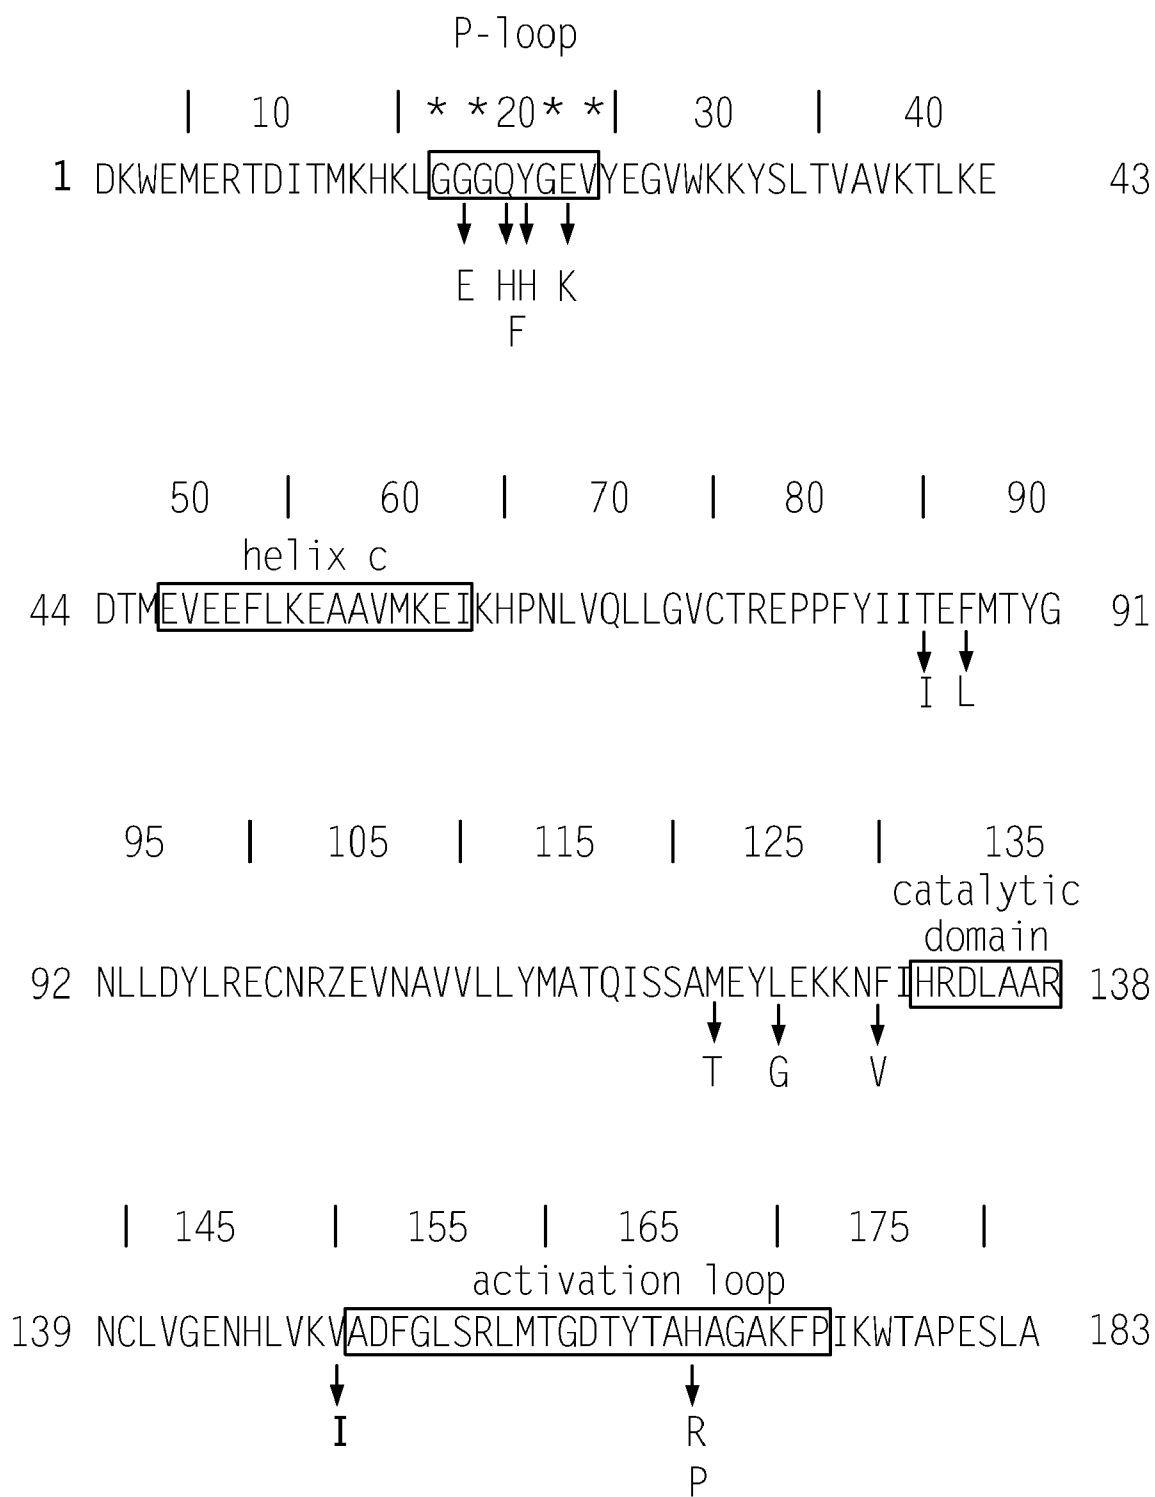 P-loop
| 10 | * *20* * | 30 | 40
1 DKWEMERTDITMKHKLGGGQYGEVYEGVWKKYSLTVAVKTLKE 43
E HH K
F
50 | 60 | 70 | 80 | 90
helix c
44 DTMEVEEFLKEAAVMKEIKHPNLVQLLGVCTREPPFYIITEFMTYG 91
I L
95 | 105 | 115 | 125 | 135
catalytic
domain
92 NLLDYLRECNRZEVNAVVLLYMATQISSAMEYLEKKNFIHRDLAAR 138
T G V
| 145 | 155 | 165 | 175 |
activation loop
139 NCLVGENHLVKVADFGLSRLMTGDTYTAHAGAKFPIKWTAPESLA 183
I R
P